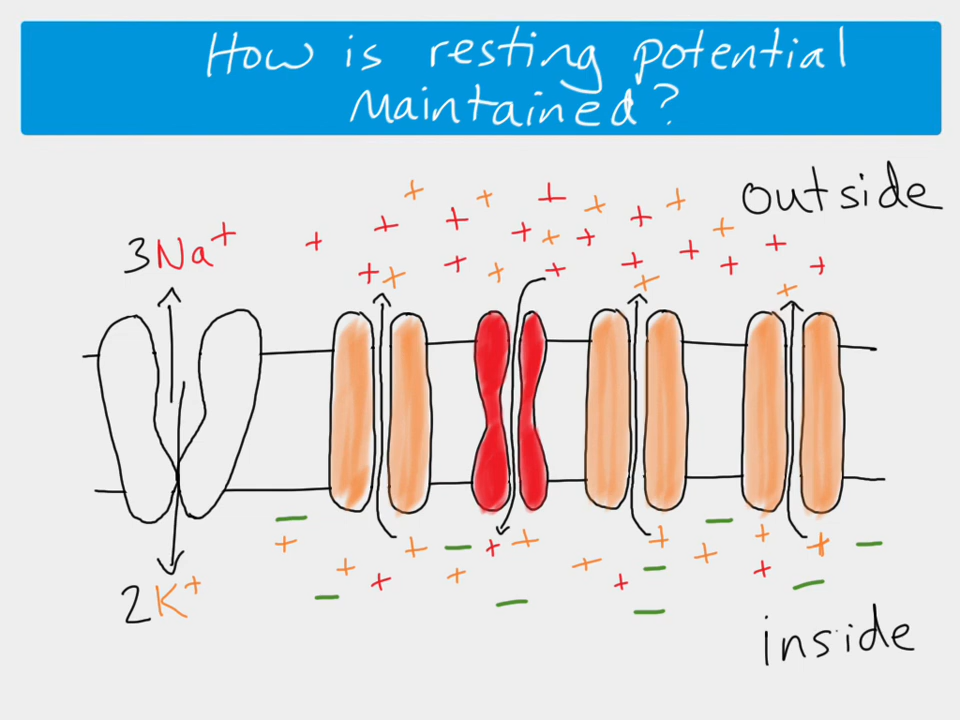 How is resting potential
Maintained?
outside
3Na+
2K+
inside